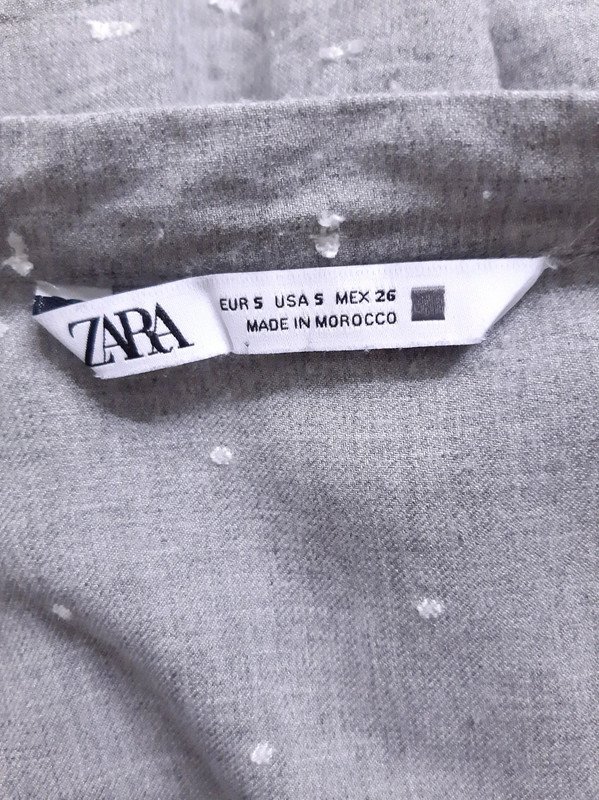 ZARA
EUR S USA S MEX 26
MADE IN MOROCCO